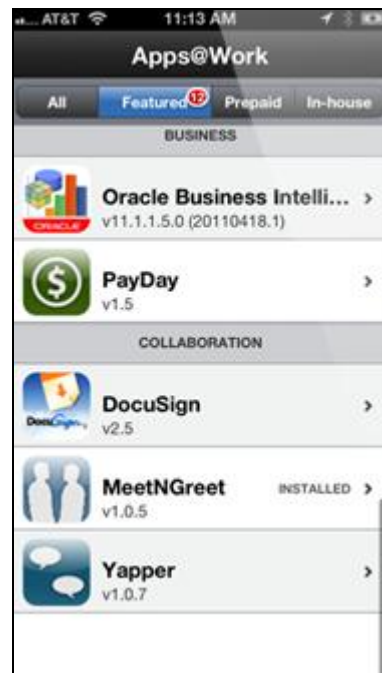 AT&T 11:13 AM
Apps@Work
All Featured 12 Prepaid In-house
BUSINESS
ORACLE
Oracle Business Intelli... >
v11.1.1.5.0 (20110418.1)
$
PayDay >
v1.5
COLLABORATION
DocuSign
DocuSign >
v2.5
MeetNGreet INSTALLED >
v1.0.5
Yapper >
v1.0.7